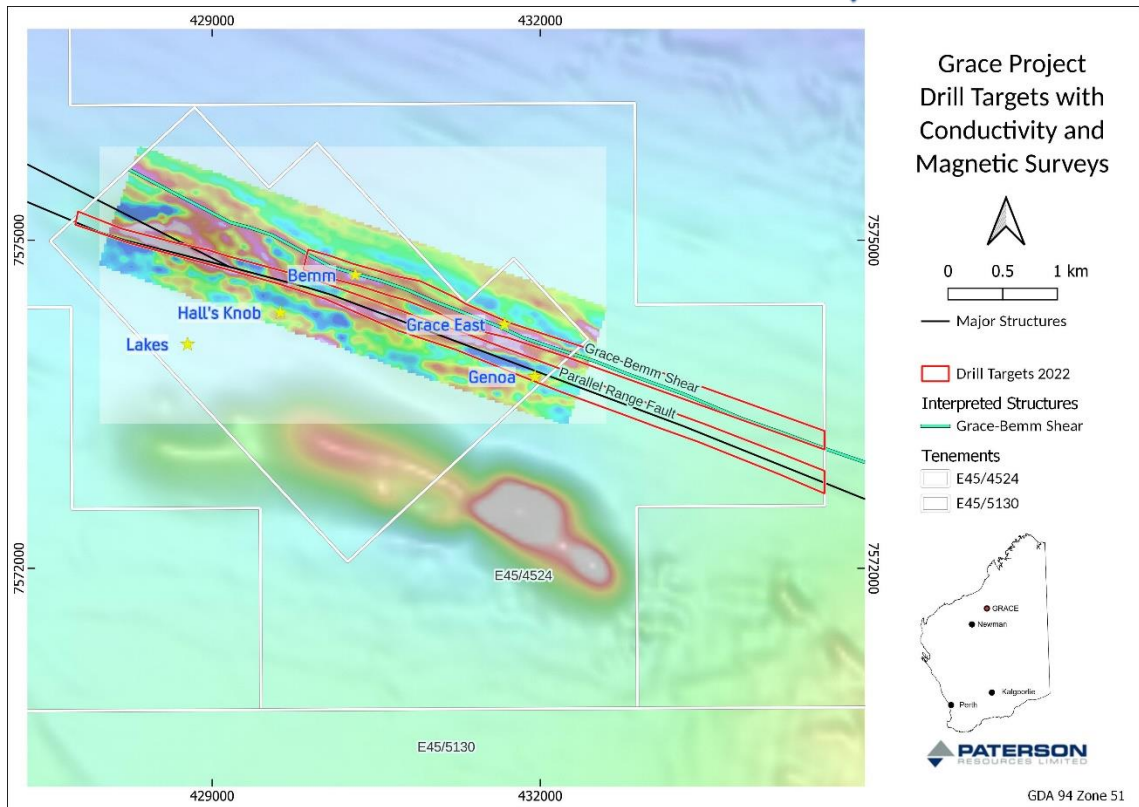 429000
432000
7575000
7575000
7572000
7572000
429000
432000
Bemm
Hall's Knob
Grace East
Lakes
Genoa
Grace-Bemm Shear
Parallel Range Fault
E45/4524
E45/5130
Grace Project
Drill Targets with
Conductivity and
Magnetic Surveys
0 0.5 1 km
Major Structures
Drill Targets 2022
Interpreted Structures
Grace-Bemm Shear
Tenements
E45/4524
E45/5130
GRACE
Newman
Kalgoorlie
Perth
PATERSON
RESOURCES LIMITED
GDA 94 Zone 51